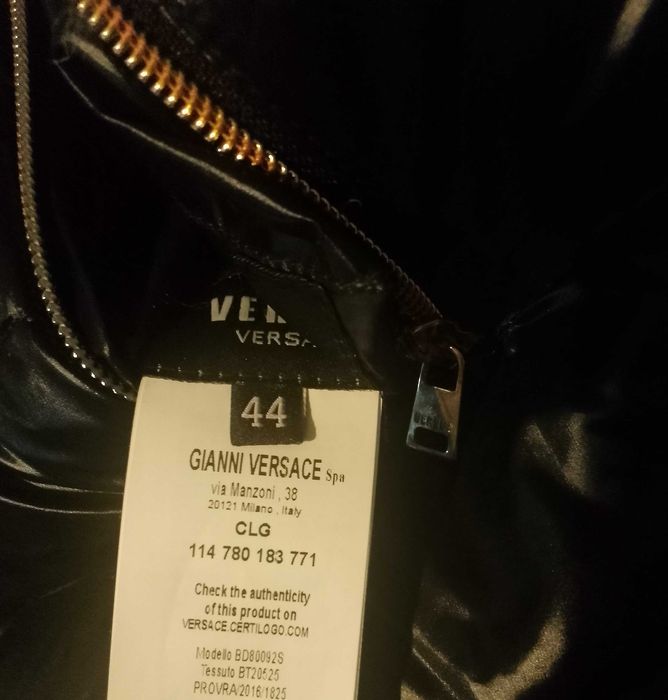 VE
VERSA
44
GIANNI VERSACE Spa
via Manzoni , 38
20121 Milano , Italy
CLG
114 780 183 771
Check the authenticity
of this product on
VERSACE.CERTILOGO.COM
Modello BD80092S
Tessuto BT20525
PROVRA/2016/1825